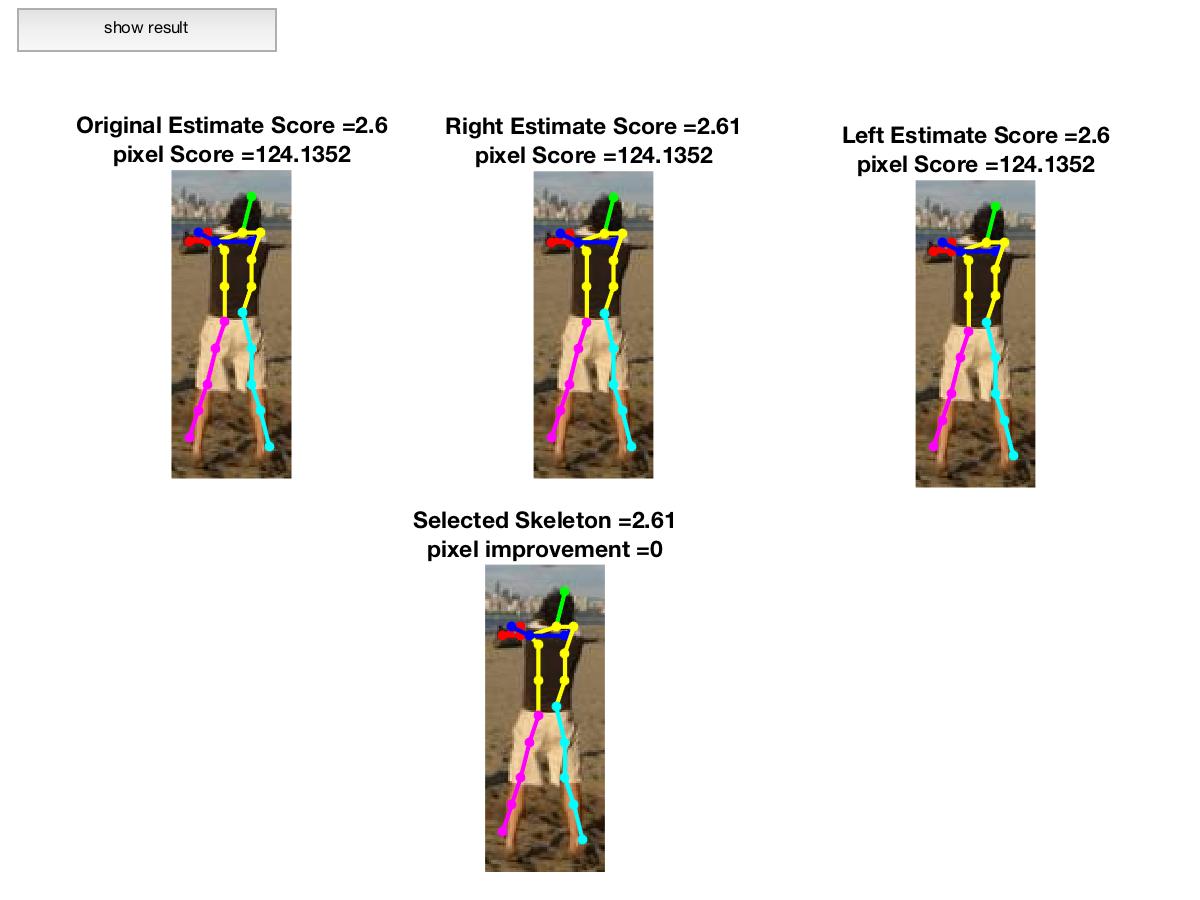 show result
Original Estimate Score =2.6
pixel Score =124.1352
Right Estimate Score =2.61
pixel Score =124.1352
Left Estimate Score =2.6
pixel Score =124.1352
Selected Skeleton =2.61
pixel improvement =0